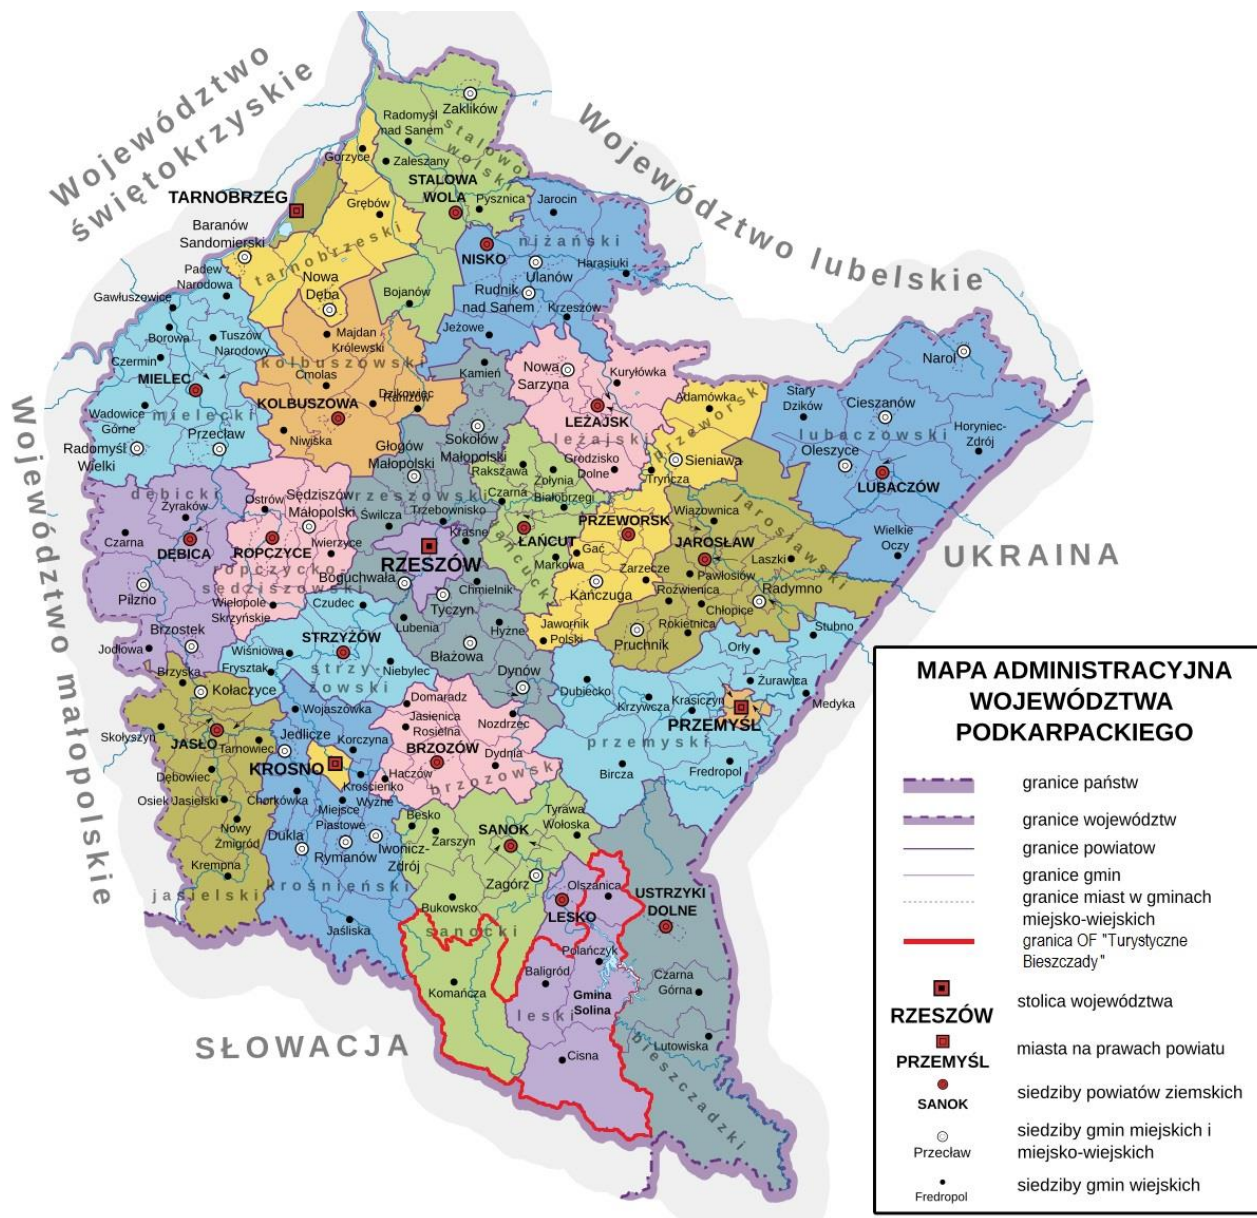 Województwo
świętokrzyskie
Województwo lubelskie
Województwo małopolskie
UKRAINA
SŁOWACJA
Zaklików
Radomyśl
nad Sanem
stalowo
wolski
Gorzyce
Zaleszany
STALOWA
WOLA
Pysznica
TARNOBRZEG
Grębów
Jarocin
Baranów
Sandomierski
tarnobrzeski
NISKO
niżański
Ulanów
Harasiuki
Rudnik
nad Sanem
Krzeszów
Jeżowe
Padew
Narodowa
Nowa
Dęba
Bojanów
Gawłuszowice
Borowa
Tuszów
Narodowy
Czermin
MIELEC
mielecki
Wadowice
Górne
Radomyśl
Wielki
Przecław
Majdan
Królewski
kolbuszowski
Cmolas
KOLBUSZOWA
Dzikowiec
Raniżów
Niwiska
Kamień
Nowa
Sarzyna
Kuryłówka
LEŻAJSK
leżajski
Grodzisko
Dolne
Adamówka
przeworski
Sieniawa
Tryńcza
Narol
Stary
Dzików
Cieszanów
lubaczowski
Oleszyce
Horyniec-
Zdrój
LUBACZÓW
Wielkie
Oczy
Głogów
Małopolski
Sokołów
Małopolski
rzeszowski
Trzebownisko
Świlcza
Krasne
RZESZÓW
Boguchwała
Tyczyn
Chmielnik
Lubenia
Hyżne
Błażowa
Dynów
Rakszawa
Żołynia
Czarna
Białobrzegi
ŁAŃCUT
łańcucki
Markowa
PRZEWORSK
Gać
Zarzecze
Kańczuga
Jawornik
Polski
Wiązownica
jarosławski
JAROSŁAW
Laszki
Pawłosiów
Roźwienica
Radymno
Chłopice
Rokietnica
Pruchnik
dębicki
Żyraków
Czarna
DĘBICA
Pilzno
Brzostek
Jodłowa
Ostrów
Sędziszów
Małopolski
ROPCZYCE
Iwierzyce
ropczycko-
sędziszowski
Wielopole
Skrzyńskie
Czudec
STRZYŻÓW
Wiśniowa
Frysztak
strzy-
żowski
Niebylec
Stubno
Orły
Żurawica
Medyka
Dubiecko
Krzywcza
Krasiczyn
PRZEMYŚL
przemyski
Bircza
Fredropol
Brzyska
Kołaczyce
Skołyszyn
JASŁO
Tarnowiec
Dębowiec
Osiek Jasielski
Nowy
Żmigród
Krempna
jasielski
Wojaszówka
Jedlicze
Korczyna
KROSNO
Krościenko
Wyżne
Chorkówka
Miejsce
Piastowe
Dukla
Rymanów
Iwonicz-
Zdrój
krośnieński
Jaśliska
Domaradz
Jasienica
Rosielna
Nozdrzec
BRZOZÓW
Dydnia
Haczów
brzozowski
Besko
Zarszyn
SANOK
Tyrawa
Wołoska
Zagórz
Bukowsko
sanocki
Komańcza
Olszanica
LESKO
Polańczyk
Baligród
Gmina
Solina
leski
Cisna
USTRZYKI
DOLNE
Czarna
Górna
Lutowiska
bieszczadzki
MAPA ADMINISTRACYJNA
WOJEWÓDZTWA
PODKARPACKIEGO
granice państw
granice województw
granice powiatow
granice gmin
granice miast w gminach
miejsko-wiejskich
granica OF "Turystyczne
Bieszczady"
RZESZÓW
stolica województwa
PRZEMYŚL
miasta na prawach powiatu
SANOK
siedziby powiatów ziemskich
Przecław
siedziby gmin miejskich i
miejsko-wiejskich
Fredropol
siedziby gmin wiejskich